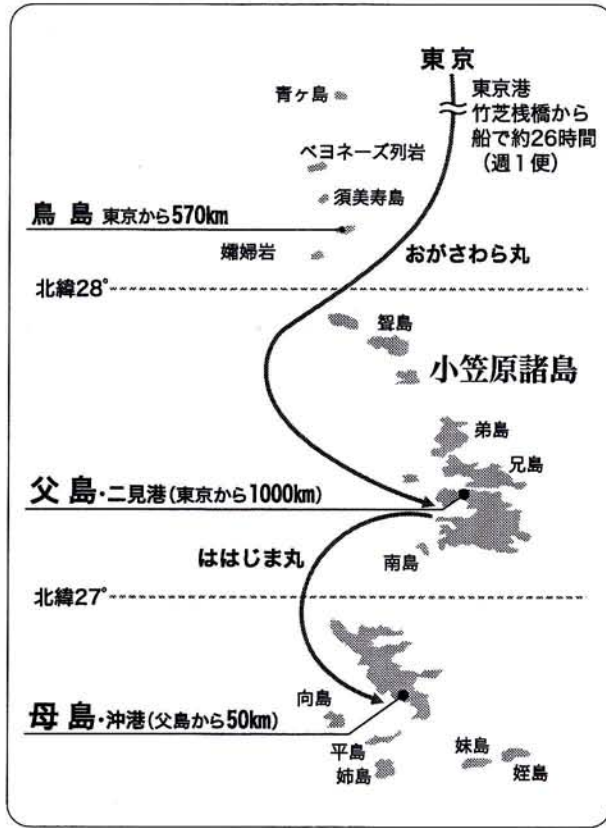 東京
東京港
竹芝桟橋から
船で約26時間
（週１便）
青ヶ島
ベヨネーズ列岩
須美寿島
鳥島 東京から570km
孀婦岩
おがさわら丸
北緯28°
聟島
小笠原諸島
弟島
兄島
父島・二見港（東京から1000km）
南島
ははじま丸
北緯27°
向島
母島・沖港（父島から50km）
平島
姉島
妹島
姪島